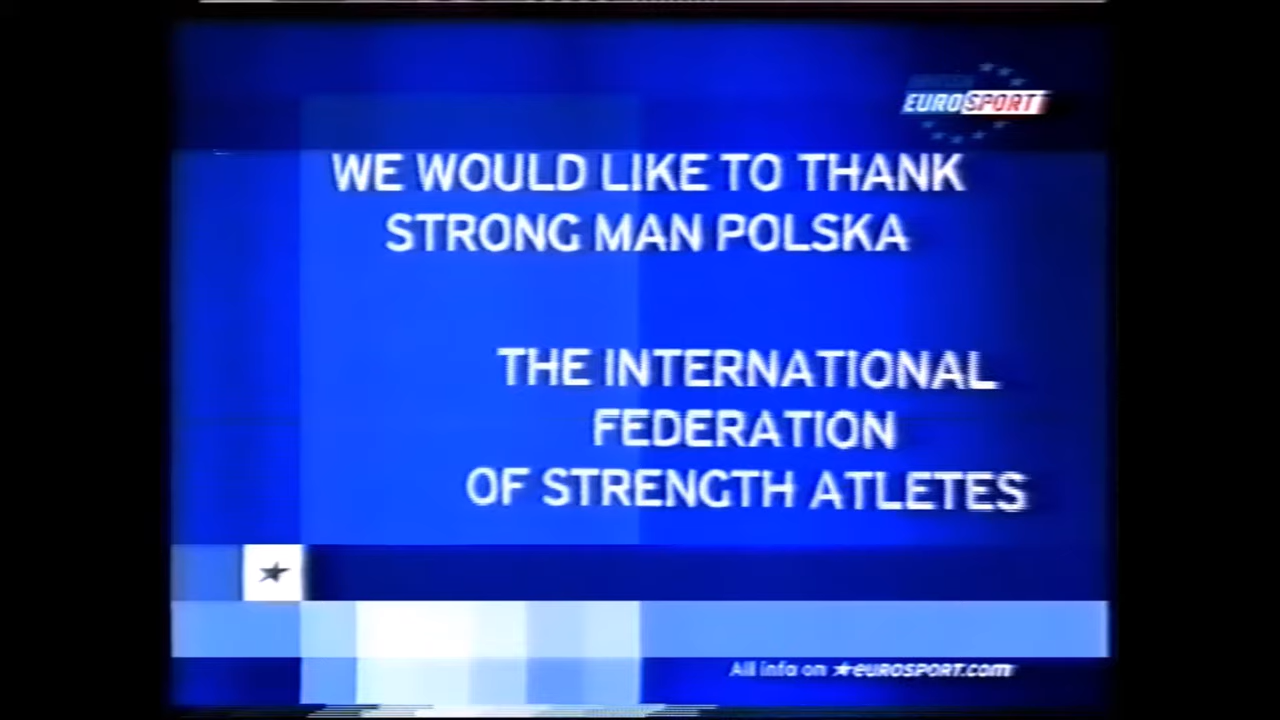 BRITISH
EUROSPORT
WE WOULD LIKE TO THANK
STRONG MAN POLSKA
THE INTERNATIONAL
FEDERATION
OF STRENGTH ATLETES
All info on eurosport.com